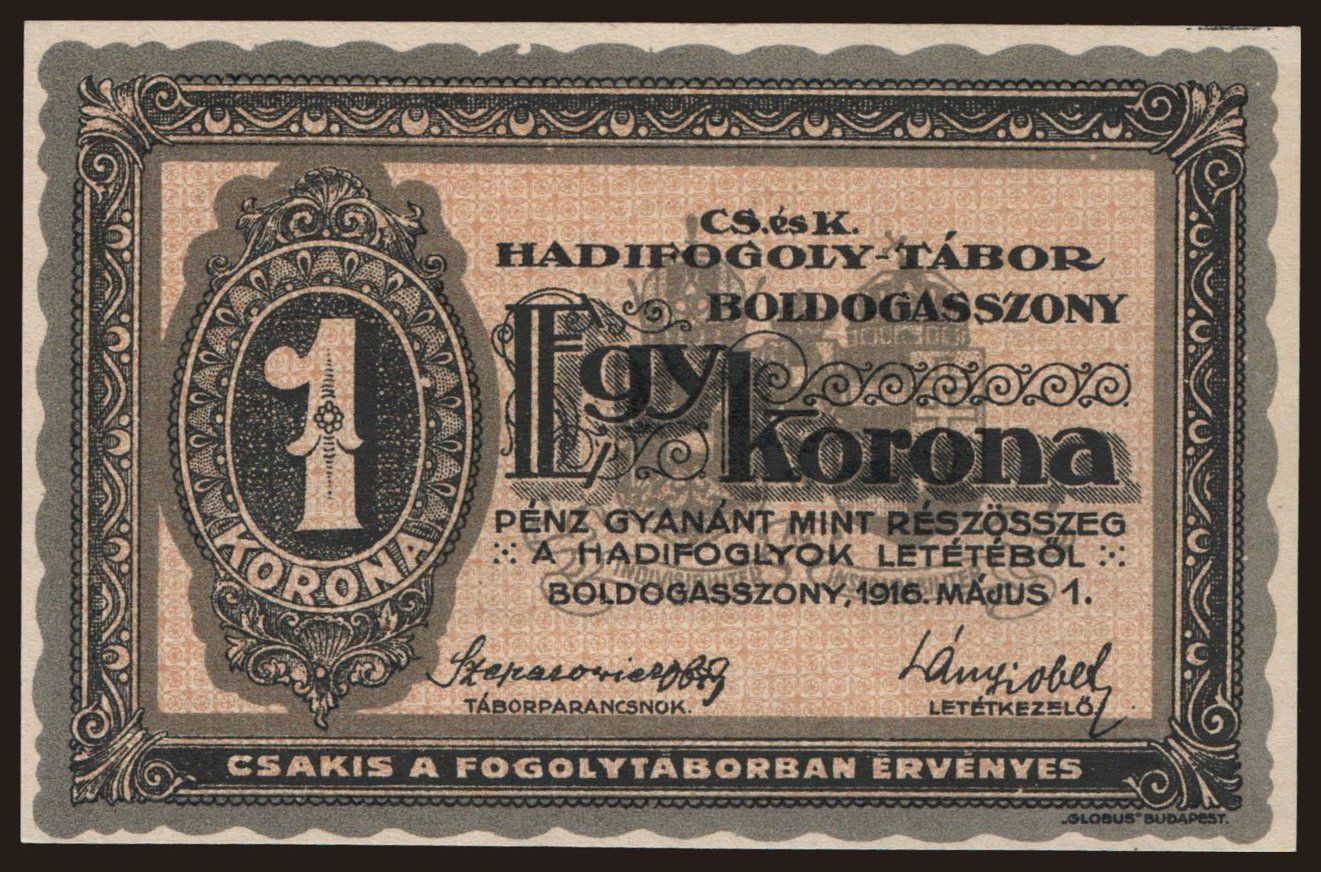 CS. és K.
HADIFOGOLY-TÁBOR
BOLDOGASSZONY
Egy
korona
1
KORONA
PÉNZ GYANÁNT MINT RÉSZÖSSZEG
A HADIFOGLYOK LETÉTÉBŐL
BOLDOGASSZONY, 1916. MÁJUS 1.
TÁBORPARANCSNOK.
LETÉTKEZELŐ.
CSAKIS A FOGOLYTÁBORBAN ÉRVÉNYES
„GLOBUS" BUDAPEST.